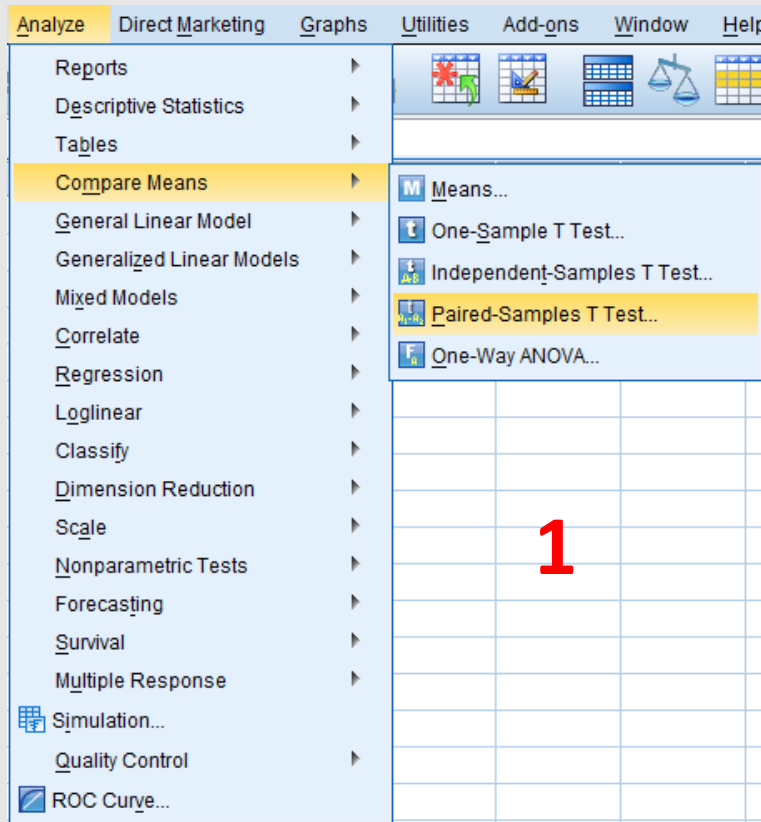 Analyze Direct Marketing Graphs Utilities Add-ons Window Help
Reports
Descriptive Statistics
Tables
Compare Means
General Linear Model
Generalized Linear Models
Mixed Models
Correlate
Regression
Loglinear
Classify
Dimension Reduction
Scale
Nonparametric Tests
Forecasting
Survival
Multiple Response
Simulation...
Quality Control
ROC Curve...
M Means...
t One-Sample T Test...
Independent-Samples T Test...
Paired-Samples T Test...
One-Way ANOVA...
1